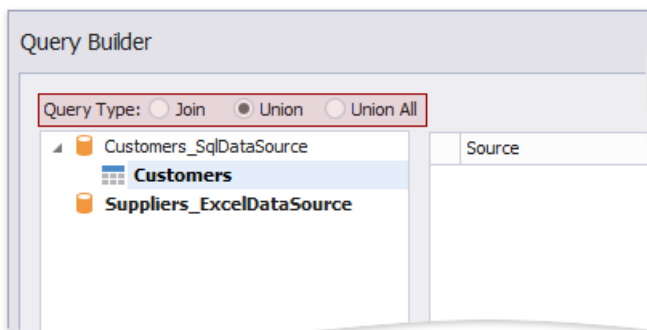 Query Builder
Query Type: Join Union Union All
Customers_SqlDataSource Source
Customers
Suppliers_ExcelDataSource